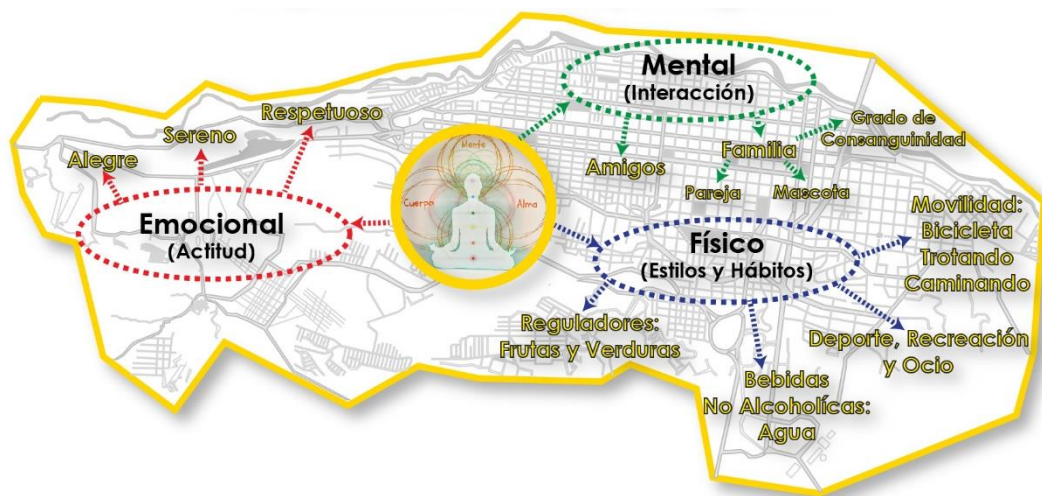 Mental
(Interacción)
Grado de
Consanguinidad
Familia
Amigos
Pareja
Mascota
Respetuoso
Sereno
Alegre
Emocional
(Actitud)
Mente
Cuerpo
Alma
Físico
(Estilos y Hábitos)
Movilidad:
Bicicleta
Trotando
Caminando
Reguladores:
Frutas y Verduras
Deporte, Recreación
y Ocio
Bebidas
No Alcoholícas:
Agua